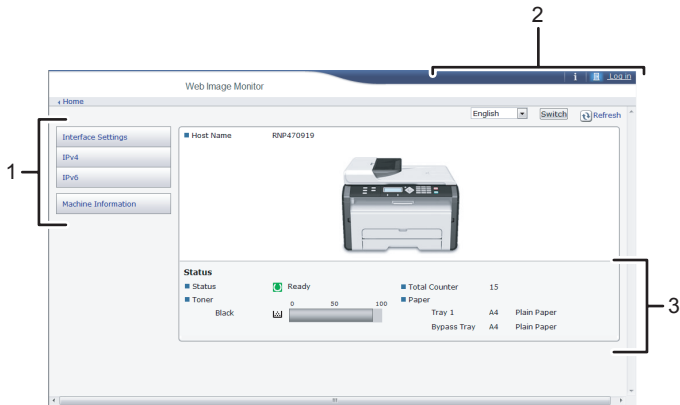 2
i Log in
Web Image Monitor
Home
English Switch Refresh
1
Interface Settings
IPv4
IPv6
Machine Information
Host Name RNP470919
Status
Status Ready Total Counter 15
Toner 0 50 100 Paper
Black Tray 1 A4 Plain Paper
Bypass Tray A4 Plain Paper
3